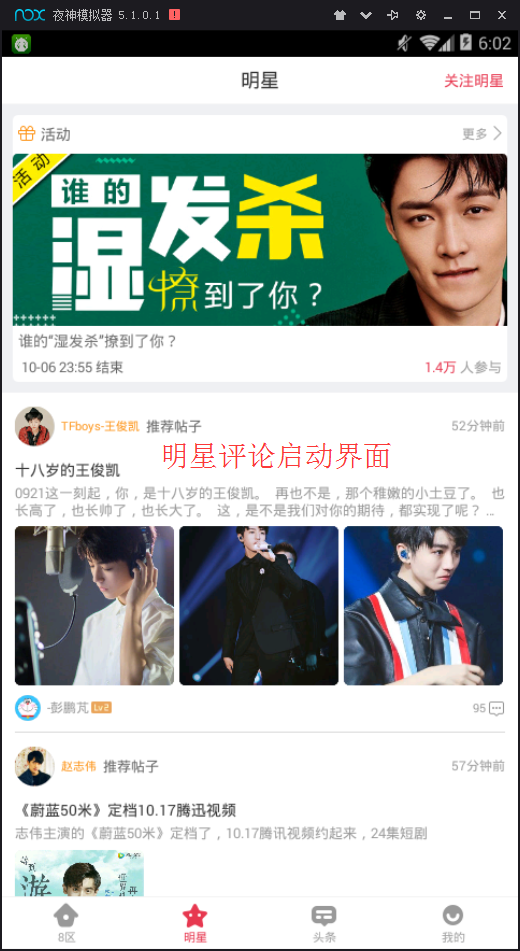 nox 夜神模拟器 5.1.0.1
6:02
明星
关注明星
活动
更多
活动
谁的
湿发杀
撩到了你？
谁的“湿发杀”撩到了你？
10-06 23:55 结束
1.4万 人参与
TFboys-王俊凯 推荐帖子
52分钟前
明星评论启动界面
十八岁的王俊凯
0921这一刻起，你，是十八岁的王俊凯。 再也不是，那个稚嫩的小土豆了。 也
长高了，也长帅了，也长大了。 这，是不是我们对你的期待，都实现了呢？ ...
-彭鹏芃 Lv2
95
赵志伟 推荐帖子
57分钟前
《蔚蓝50米》定档10.17腾迅视频
志伟主演的《蔚蓝50米》定档了，10.17腾讯视频约起来，24集短剧
游
8区
明星
头条
我的